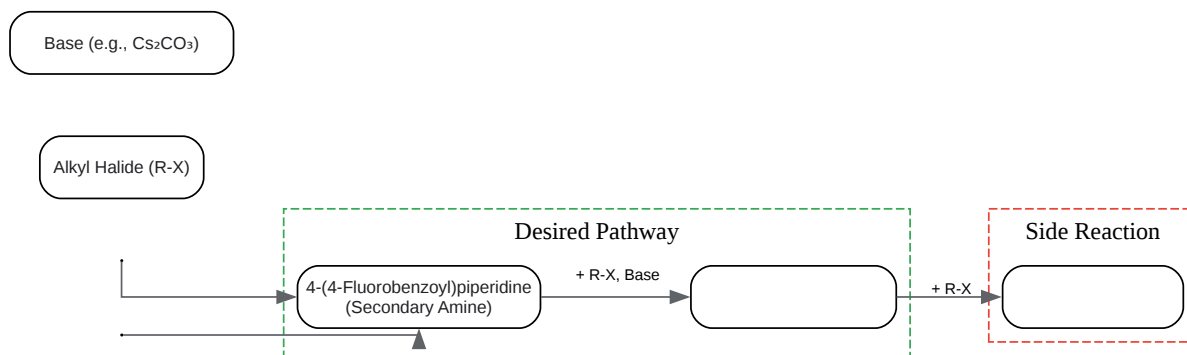 Base (e.g., Cs₂CO₃)
Alkyl Halide (R-X)
Desired Pathway
Side Reaction
4-(4-Fluorobenzoyl)piperidine
(Secondary Amine)
+ R-X, Base
+ R-X